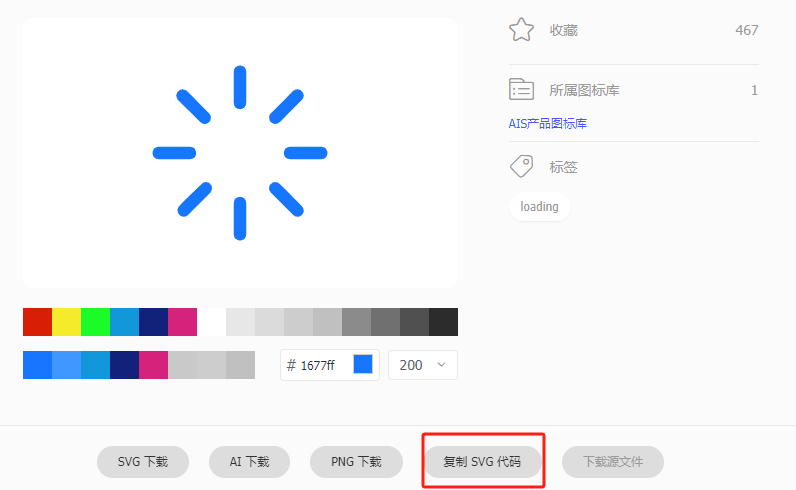 收藏 467
所属图标库 1
AIS产品图标库
标签
loading
# 1677ff 200
SVG 下载 AI 下载 PNG 下载 复制 SVG 代码 下载源文件